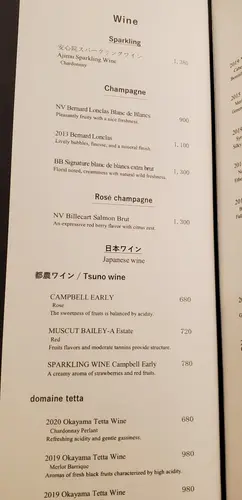 Wine
Sparkling
安心院スパークリングワイン
Ajimu Sparkling Wine
Chardonnay
Champagne
NV Bernard Lonclas Blanc de Blancs 900
Pleasantly fruity with a nice freshness.
2013 Bernard Lonclas 1,100
Lively bubbles, finesse, and a mineral finish.
BB Signature blanc de blancs extra brut 1,300
Floral noted, creaminess with natural wild freshness.
Rosé champagne
NV Billecart Salmon Brut 1,300
An expressive red berry flavor with citrus zest.
日本ワイン
Japanese wine
都農ワイン / Tsuno wine
CAMPBELL EARLY 680
Rose
The sweetness of fruits is balanced by acidity.
MUSCUT BAILEY-A Estate 720
Red
Fruits flavors and moderate tannins provide structure.
SPARKLING WINE Campbell Early 780
A creamy aroma of strawberries and red fruits.
domaine tetta
2020 Okayama Tetta Wine 680
Chardonnay Perlant
Refreshing acidity and gentle gassiness.
2019 Okayama Tetta Wine 980
Merlot Barrique
Aromas of fresh black fruits characterized by high acidity.
2019 Okayama Tetta Wine 980